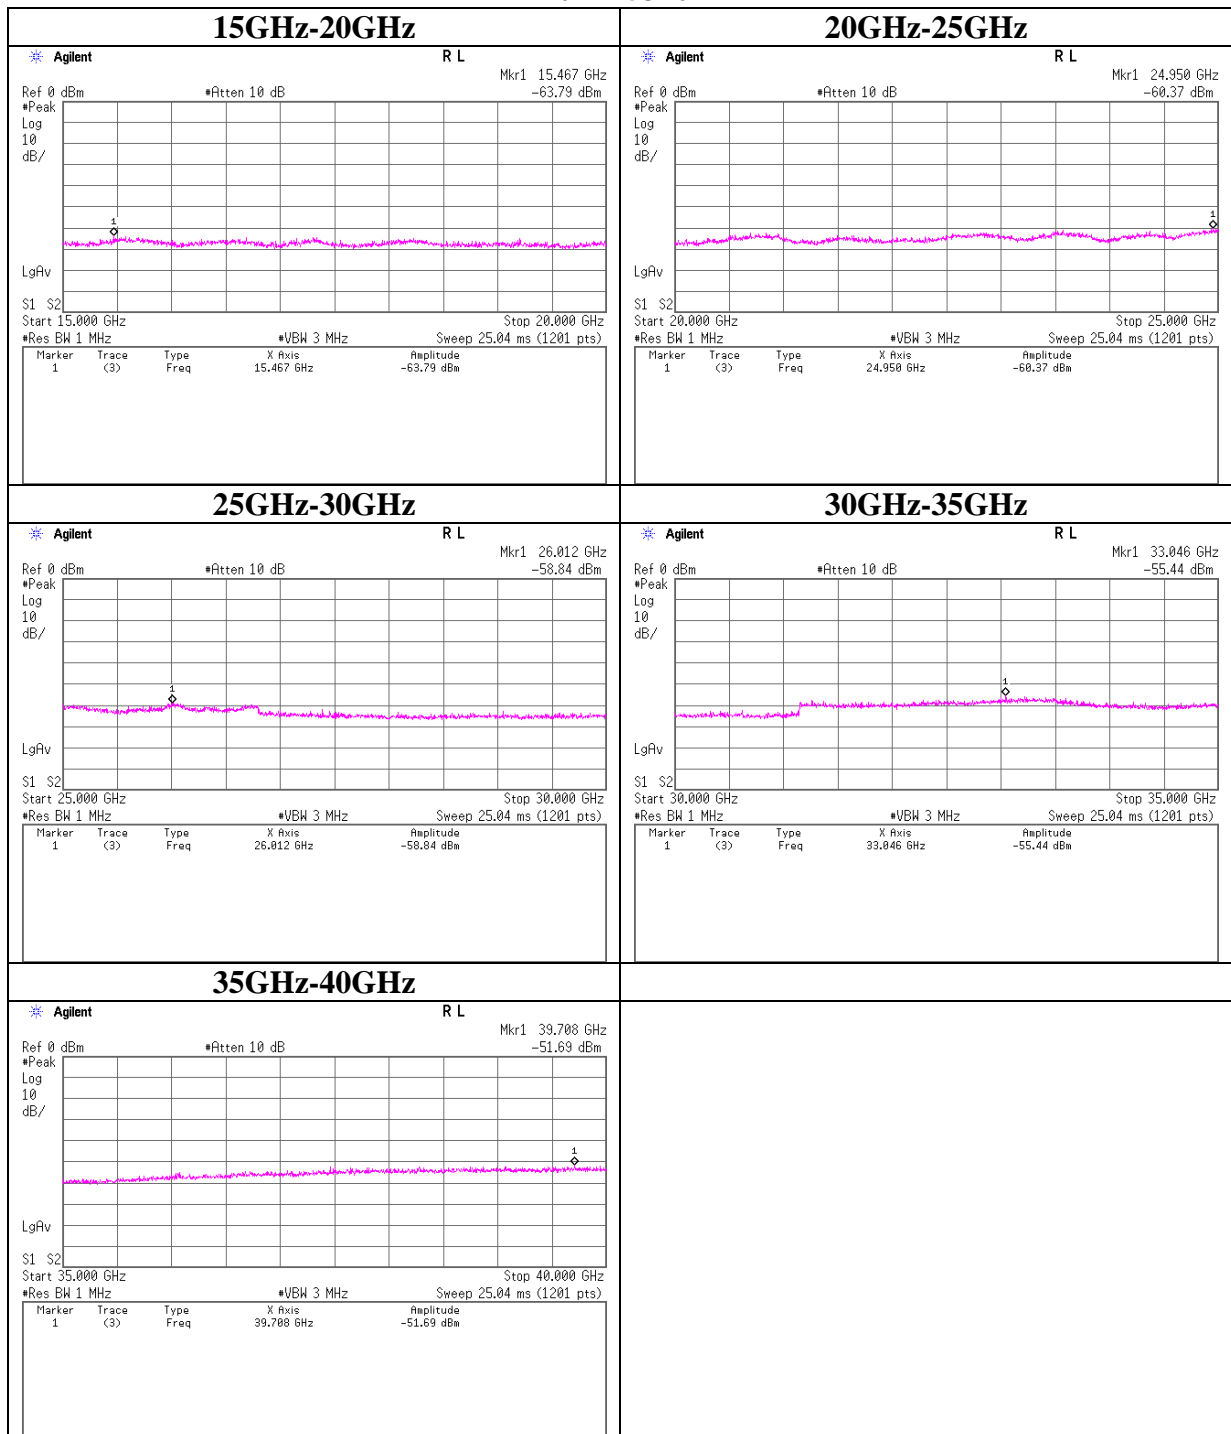 15GHz-20GHz
Agilent
R L
Mkr1 15.467 GHz
Ref 0 dBm #Atten 10 dB -63.79 dBm
#Peak
Log
10
dB/
1
LgAv
S1 S2
Start 15.000 GHz Stop 20.000 GHz
#Res BW 1 MHz #VBW 3 MHz Sweep 25.04 ms (1201 pts)
Marker Trace Type X Axis Amplitude
1 (3) Freq 15.467 GHz -63.79 dBm
20GHz-25GHz
Agilent
R L
Mkr1 24.950 GHz
Ref 0 dBm #Atten 10 dB -60.37 dBm
#Peak
Log
10
dB/
1
LgAv
S1 S2
Start 20.000 GHz Stop 25.000 GHz
#Res BW 1 MHz #VBW 3 MHz Sweep 25.04 ms (1201 pts)
Marker Trace Type X Axis Amplitude
1 (3) Freq 24.950 GHz -60.37 dBm
25GHz-30GHz
Agilent
R L
Mkr1 26.012 GHz
Ref 0 dBm #Atten 10 dB -58.84 dBm
#Peak
Log
10
dB/
1
LgAv
S1 S2
Start 25.000 GHz Stop 30.000 GHz
#Res BW 1 MHz #VBW 3 MHz Sweep 25.04 ms (1201 pts)
Marker Trace Type X Axis Amplitude
1 (3) Freq 26.012 GHz -58.84 dBm
30GHz-35GHz
Agilent
R L
Mkr1 33.046 GHz
Ref 0 dBm #Atten 10 dB -55.44 dBm
#Peak
Log
10
dB/
1
LgAv
S1 S2
Start 30.000 GHz Stop 35.000 GHz
#Res BW 1 MHz #VBW 3 MHz Sweep 25.04 ms (1201 pts)
Marker Trace Type X Axis Amplitude
1 (3) Freq 33.046 GHz -55.44 dBm
35GHz-40GHz
Agilent
R L
Mkr1 39.708 GHz
Ref 0 dBm #Atten 10 dB -51.69 dBm
#Peak
Log
10
dB/
1
LgAv
S1 S2
Start 35.000 GHz Stop 40.000 GHz
#Res BW 1 MHz #VBW 3 MHz Sweep 25.04 ms (1201 pts)
Marker Trace Type X Axis Amplitude
1 (3) Freq 39.708 GHz -51.69 dBm